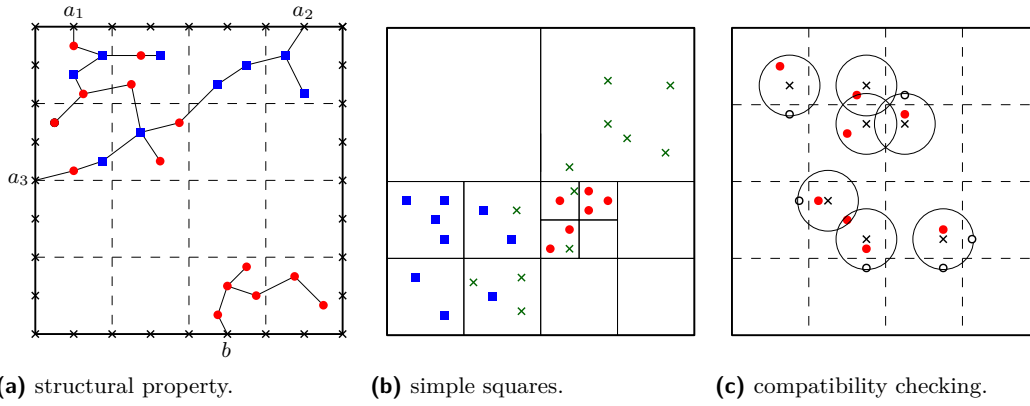 a1 a2
a3
b
(a) structural property. (b) simple squares. (c) compatibility checking.